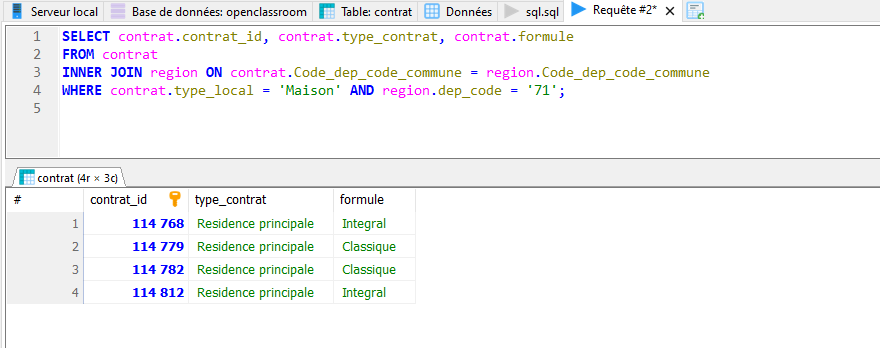 Serveur local Base de données: openclassroom Table: contrat Données sql.sql Requête #2* ×
1 SELECT contrat.contrat_id, contrat.type_contrat, contrat.formule
2 FROM contrat
3 INNER JOIN region ON contrat.Code_dep_code_commune = region.Code_dep_code_commune
4 WHERE contrat.type_local = 'Maison' AND region.dep_code = '71';
5
contrat (4r × 3c)
# contrat_id type_contrat formule
1 114 768 Residence principale Integral
2 114 779 Residence principale Classique
3 114 782 Residence principale Classique
4 114 812 Residence principale Integral